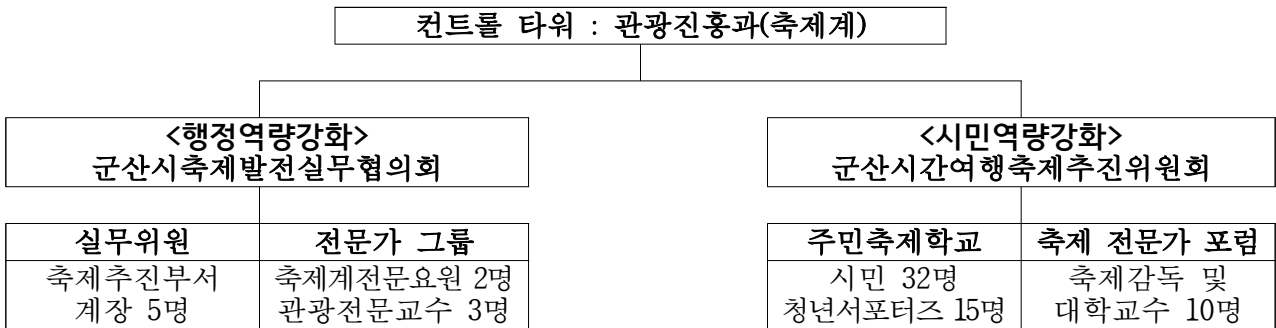 컨트롤 타워 : 관광진흥과(축제계)
<행정역량강화>
군산시축제발전실무협의회
<시민역량강화>
군산시간여행축제추진위원회
실무위원
전문가 그룹
축제추진부서
계장 5명
축제계전문요원 2명
관광전문교수 3명
주민축제학교
축제 전문가 포럼
시민 32명
청년서포터즈 15명
축제감독 및
대학교수 10명